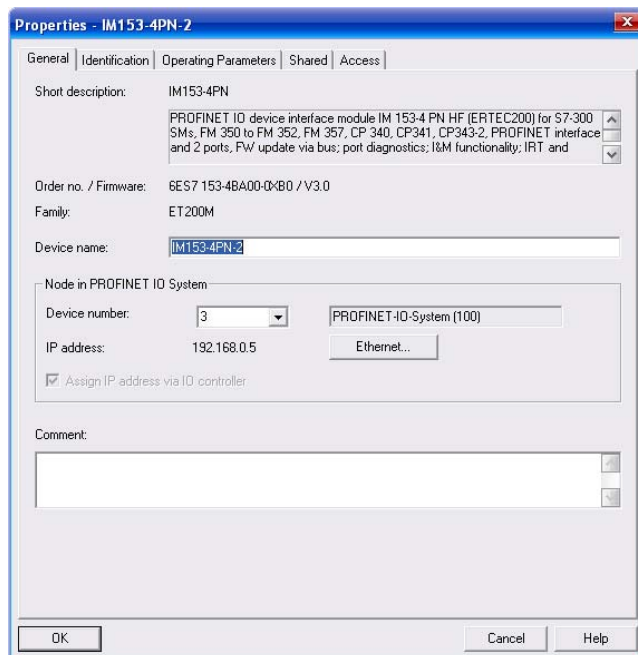 Properties - IM153-4PN-2
General Identification Operating Parameters Shared Access
Short description: IM153-4PN
PROFINET IO device interface module IM 153-4 PN HF (ERTEC200) for S7-300
SMs, FM 350 to FM 352, FM 357, CP 340, CP341, CP343-2, PROFINET interface
and 2 ports, FW update via bus; port diagnostics; I&M functionality; IRT and
Order no. / Firmware: 6ES7 153-4BA00-0XB0 / V3.0
Family: ET200M
Device name: IM153-4PN-2
Node in PROFINET IO System
Device number: 3 PROFINET-IO-System (100)
IP address: 192.168.0.5 Ethernet...
Assign IP address via IO controller
Comment:
OK Cancel Help